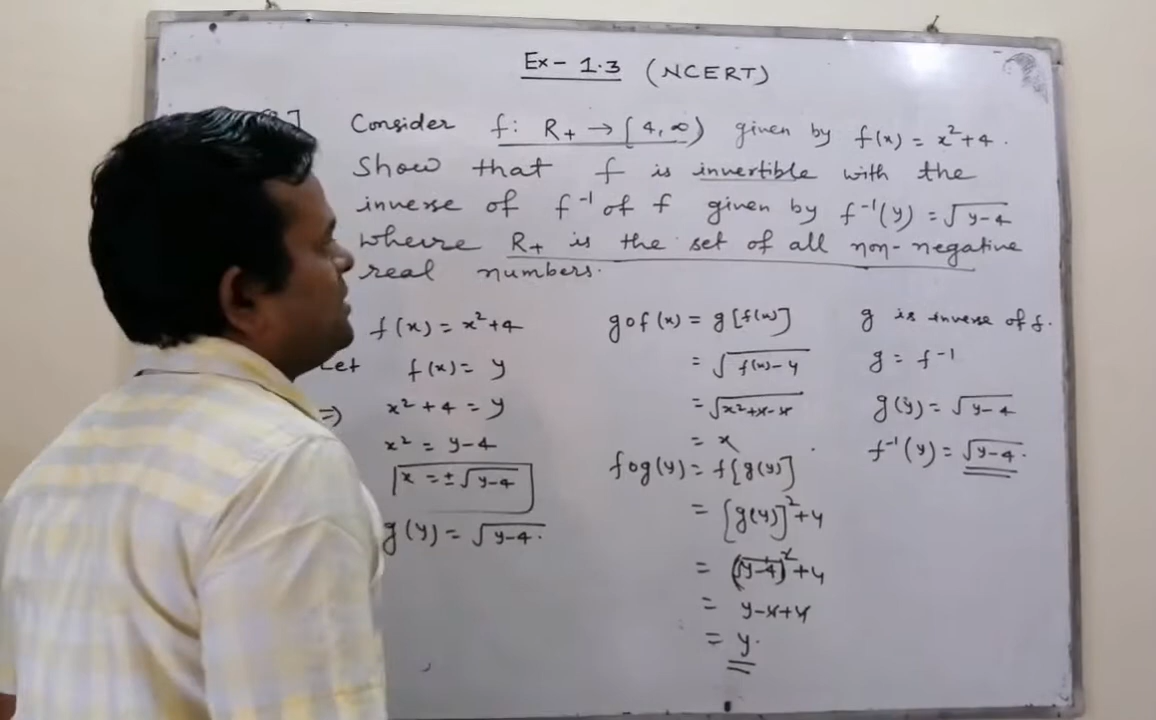 Ex- 1.3 (NCERT)
Consider f: R+ → [4,∞) given by f(x) = x²+4.
Show that f is invertible with the
inverse of f⁻¹ of f given by f⁻¹(y) = √y-4
where R+ is the set of all non-negative
real numbers.
f(x) = x²+4
Let f(x) = y
=) x²+4 = y
x² = y-4
x = ±√y-4
g(y) = √y-4.
gof(x) = g[f(x)]
= √f(x)-4
= √x²+4-4
= x
fog(y) = f[g(y)]
= [g(y)]²+4
= (√y-4)²+4
= y-4+4
= y.
g is inverse of f.
g = f⁻¹
g(y) = √y-4
f⁻¹(y) = √y-4.